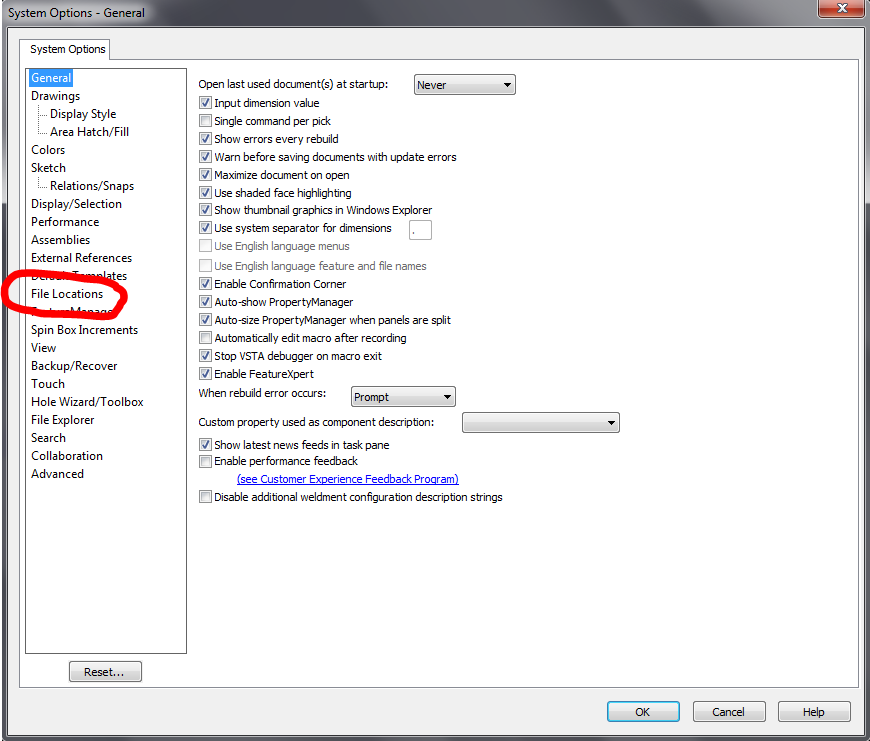 System Options - General
System Options
General
Drawings
Display Style
Area Hatch/Fill
Colors
Sketch
Relations/Snaps
Display/Selection
Performance
Assemblies
External References
Default Templates
File Locations
FeatureManager
Spin Box Increments
View
Backup/Recover
Touch
Hole Wizard/Toolbox
File Explorer
Search
Collaboration
Advanced
Reset...
Open last used document(s) at startup: Never
Input dimension value
Single command per pick
Show errors every rebuild
Warn before saving documents with update errors
Maximize document on open
Use shaded face highlighting
Show thumbnail graphics in Windows Explorer
Use system separator for dimensions .
Use English language menus
Use English language feature and file names
Enable Confirmation Corner
Auto-show PropertyManager
Auto-size PropertyManager when panels are split
Automatically edit macro after recording
Stop VSTA debugger on macro exit
Enable FeatureXpert
When rebuild error occurs: Prompt
Custom property used as component description:
Show latest news feeds in task pane
Enable performance feedback
(see Customer Experience Feedback Program)
Disable additional weldment configuration description strings
OK Cancel Help